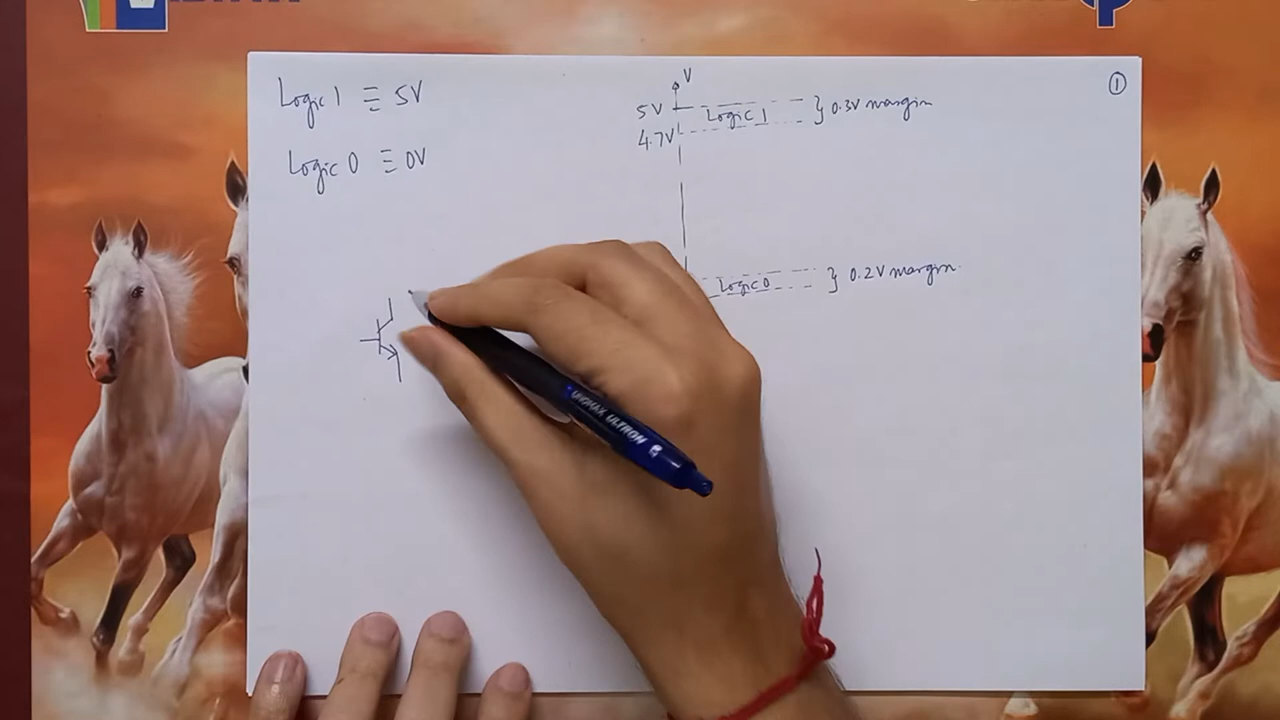 Logic 1 ≡ 5V
Logic 0 ≡ 0V
V
5V
Logic 1
} 0.3V margin
4.7V
Logic 0
} 0.2V margin
①
UNOMAX ULTRON